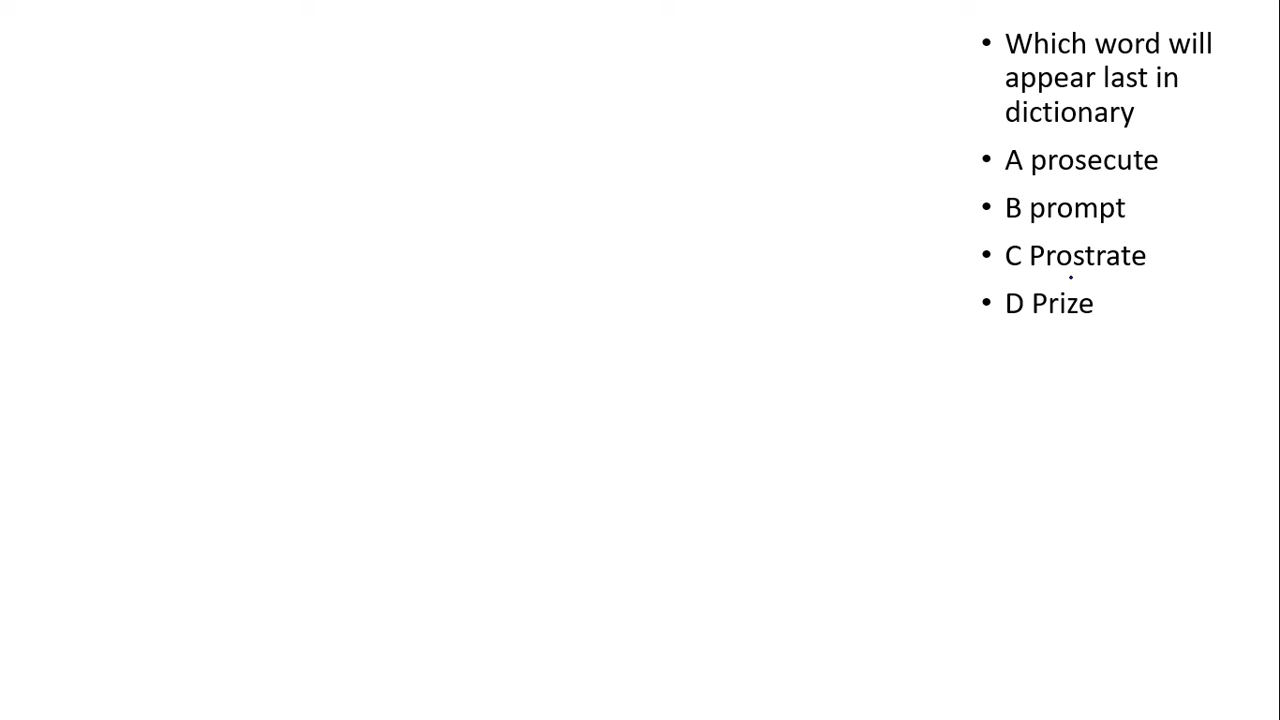 • Which word will
appear last in
dictionary
• A prosecute
• B prompt
• C Prostrate
• D Prize